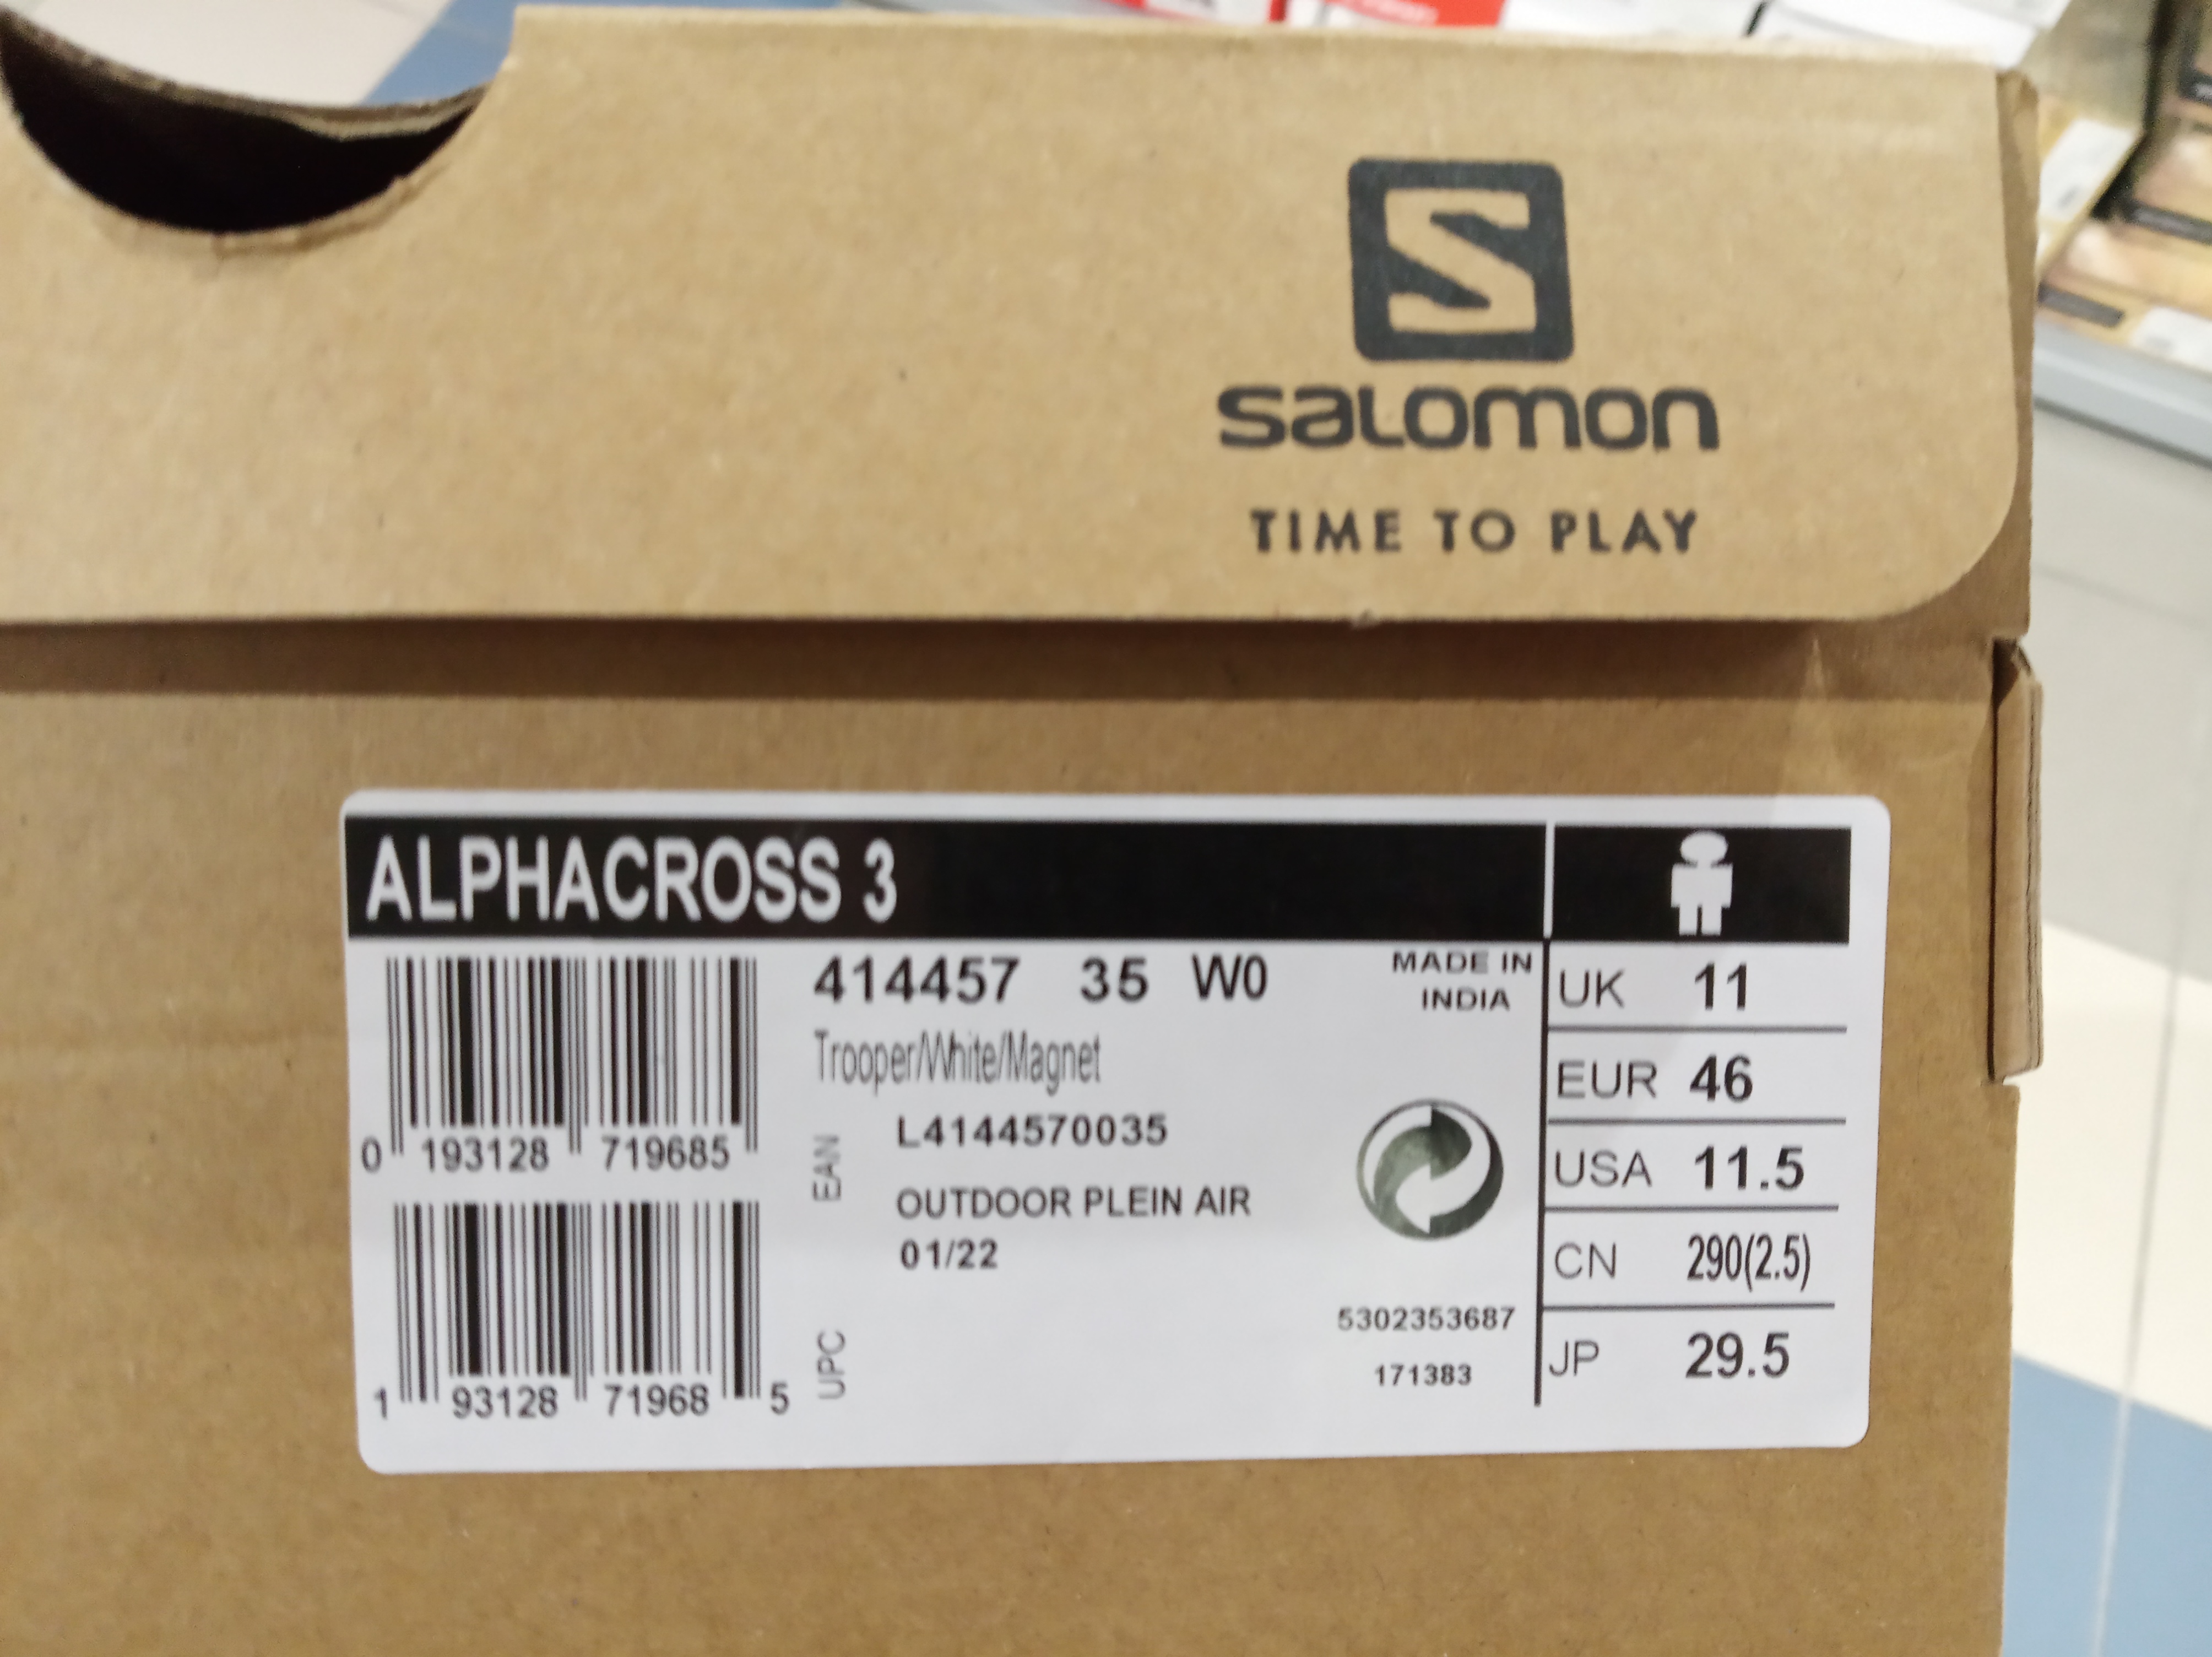 salomon
TIME TO PLAY
ALPHACROSS 3
414457 35 W0
MADE IN
INDIA
Trooper/White/Magnet
L4144570035
OUTDOOR PLEIN AIR
01/22
0 193128 719685
EAN
1 93128 71968 5
UPC
5302353687
171383
UK 11
EUR 46
USA 11.5
CN 290(2.5)
JP 29.5